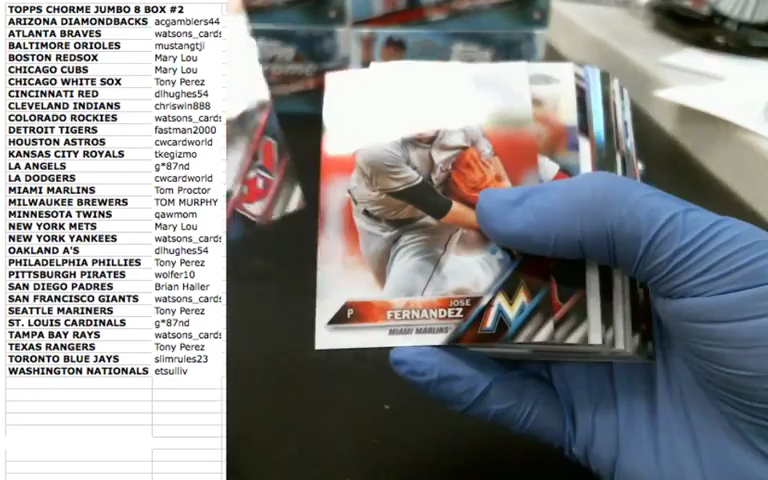 TOPPS CHORME JUMBO 8 BOX #2
ARIZONA DIAMONDBACKS acgamblers44
ATLANTA BRAVES watsons_cards
BALTIMORE ORIOLES mustangtji
BOSTON REDSOX Mary Lou
CHICAGO CUBS Mary Lou
CHICAGO WHITE SOX Tony Perez
CINCINNATI RED dlhughes54
CLEVELAND INDIANS chriswin888
COLORADO ROCKIES watsons_cards
DETROIT TIGERS fastman2000
HOUSTON ASTROS cwcardworld
KANSAS CITY ROYALS tkegizmo
LA ANGELS g*87nd
LA DODGERS cwcardworld
MIAMI MARLINS Tom Proctor
MILWAUKEE BREWERS TOM MURPHY
MINNESOTA TWINS qawmom
NEW YORK METS Mary Lou
NEW YORK YANKEES watsons_cards
OAKLAND A'S dlhughes54
PHILADELPHIA PHILLIES Tony Perez
PITTSBURGH PIRATES wolfer10
SAN DIEGO PADRES Brian Haller
SAN FRANCISCO GIANTS watsons_cards
SEATTLE MARINERS Tony Perez
ST. LOUIS CARDINALS g*87nd
TAMPA BAY RAYS watsons_cards
TEXAS RANGERS Tony Perez
TORONTO BLUE JAYS slimrules23
WASHINGTON NATIONALS etsulliv
P
JOSE
FERNANDEZ
MIAMI MARLINS
M